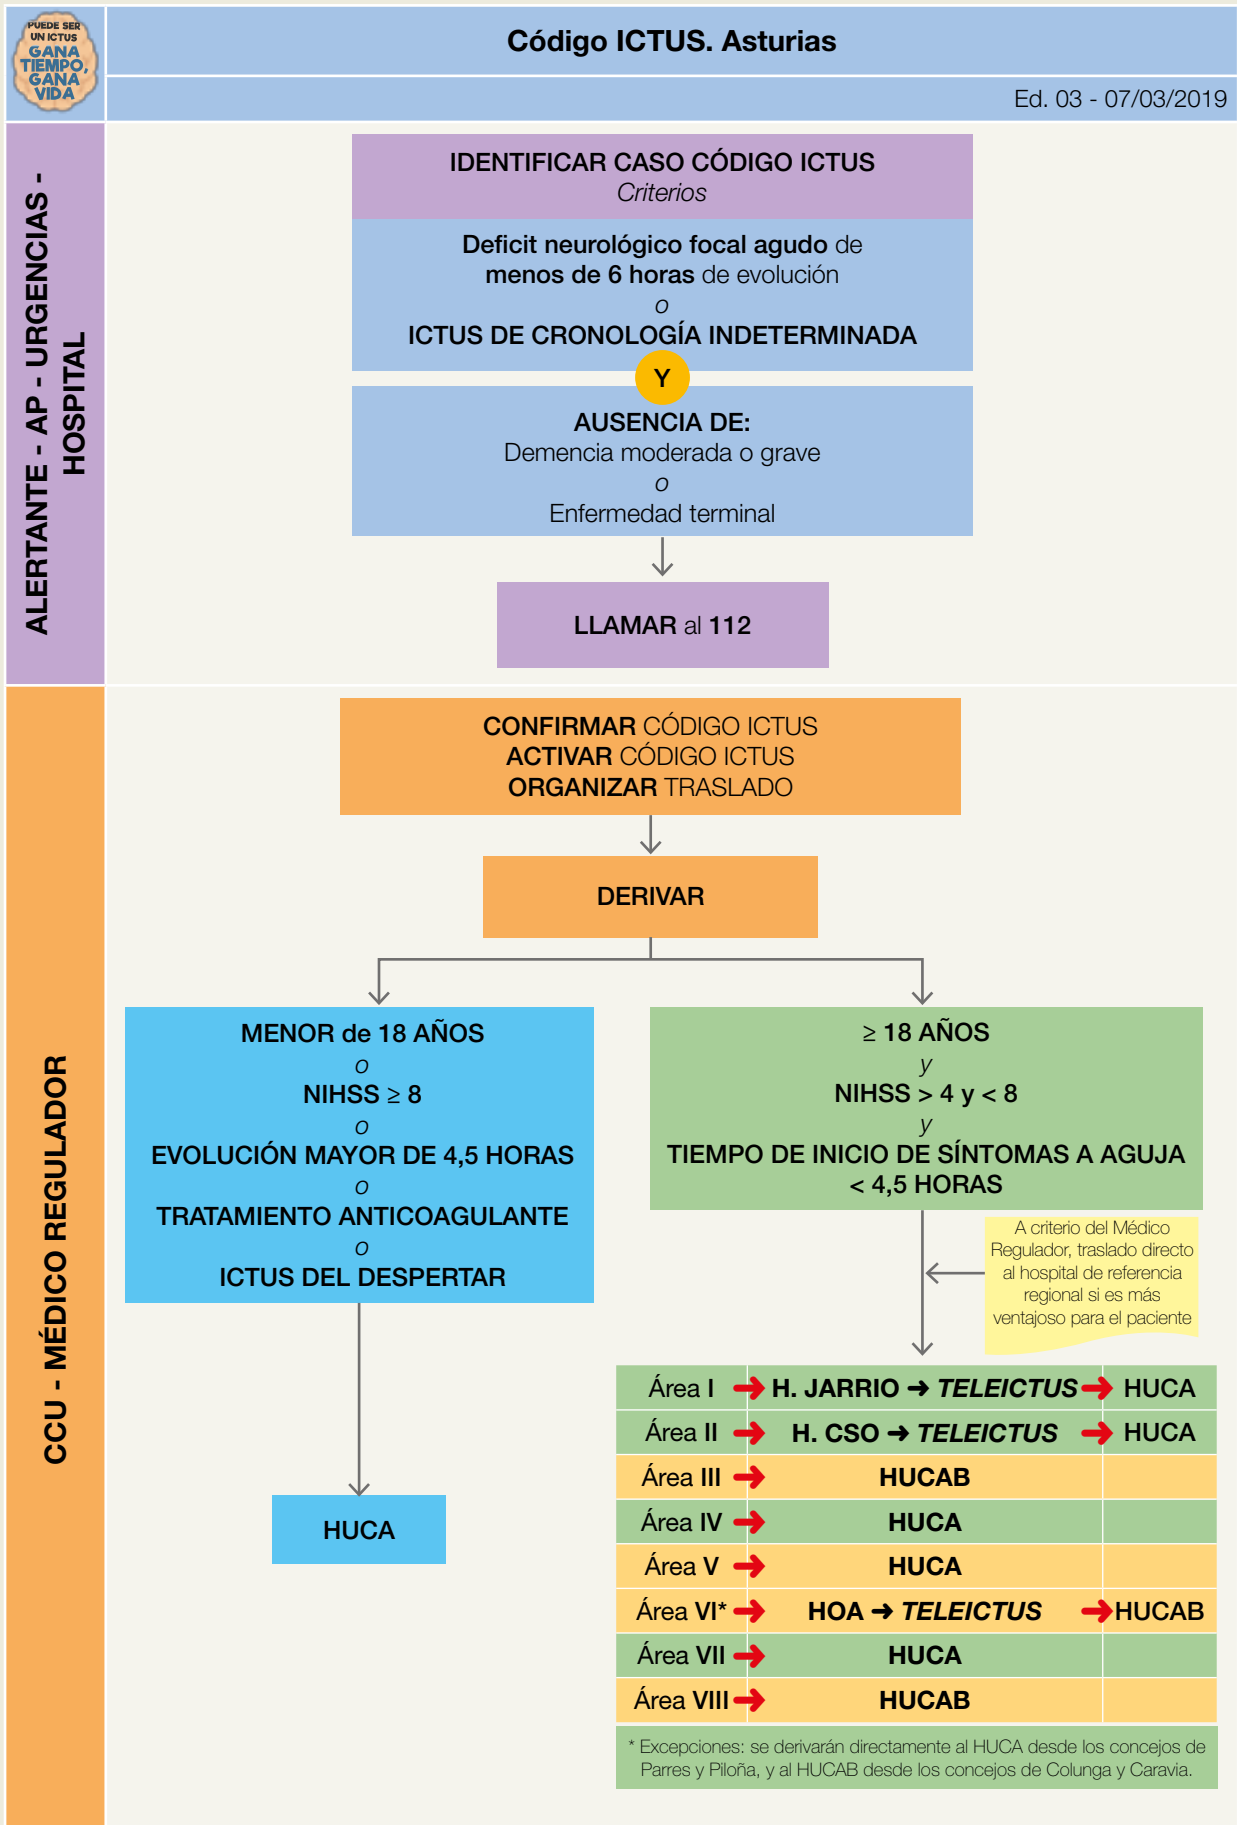 PUEDE SER
UN ICTUS
GANA
TIEMPO,
GANA
VIDA
Código ICTUS. Asturias
Ed. 03 - 07/03/2019
ALERTANTE - AP - URGENCIAS -
HOSPITAL
IDENTIFICAR CASO CÓDIGO ICTUS
Criterios
Deficit neurológico focal agudo de
menos de 6 horas de evolución
o
ICTUS DE CRONOLOGÍA INDETERMINADA
Y
AUSENCIA DE:
Demencia moderada o grave
o
Enfermedad terminal
LLAMAR al 112
CCU - MÉDICO REGULADOR
CONFIRMAR CÓDIGO ICTUS
ACTIVAR CÓDIGO ICTUS
ORGANIZAR TRASLADO
DERIVAR
MENOR de 18 AÑOS
o
NIHSS ≥ 8
o
EVOLUCIÓN MAYOR DE 4,5 HORAS
o
TRATAMIENTO ANTICOAGULANTE
o
ICTUS DEL DESPERTAR
HUCA
≥ 18 AÑOS
y
NIHSS > 4 y < 8
y
TIEMPO DE INICIO DE SÍNTOMAS A AGUJA
< 4,5 HORAS
A criterio del Médico
Regulador, traslado directo
al hospital de referencia
regional si es más
ventajoso para el paciente
Área I ➜ H. JARRIO ➜ TELEICTUS ➜ HUCA
Área II ➜ H. CSO ➜ TELEICTUS ➜ HUCA
Área III ➜ HUCAB
Área IV ➜ HUCA
Área V ➜ HUCA
Área VI* ➜ HOA ➜ TELEICTUS ➜ HUCAB
Área VII ➜ HUCA
Área VIII ➜ HUCAB
* Excepciones: se derivarán directamente al HUCA desde los concejos de
Parres y Piloña, y al HUCAB desde los concejos de Colunga y Caravia.